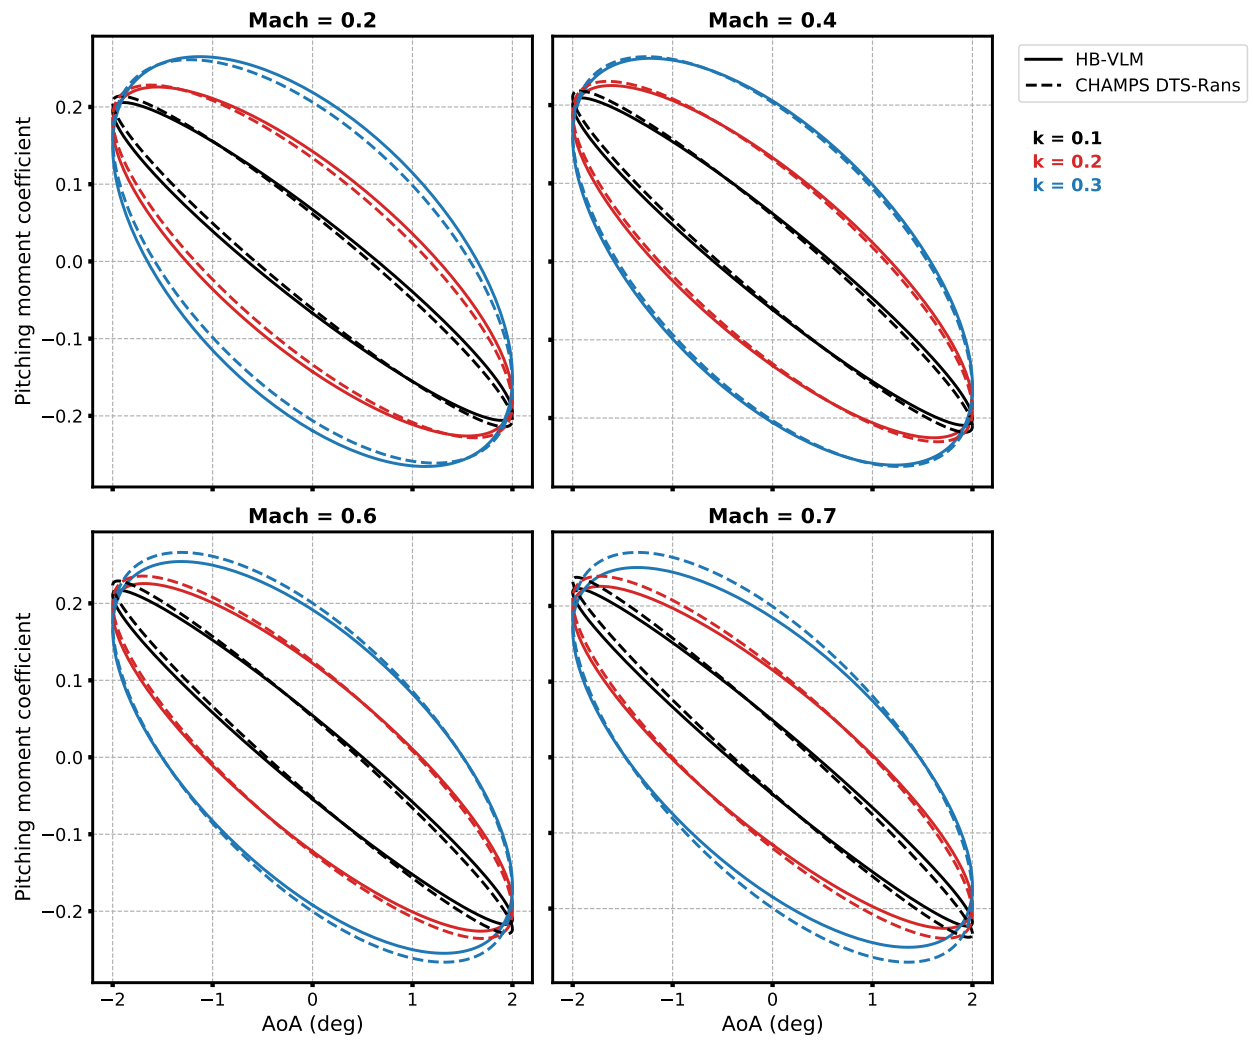 Mach = 0.2
Mach = 0.4
HB-VLM
CHAMPS DTS-Rans
k = 0.1
k = 0.2
k = 0.3
Pitching moment coefficient
0.2
0.1
0.0
−0.1
−0.2
Mach = 0.6
Mach = 0.7
Pitching moment coefficient
0.2
0.1
0.0
−0.1
−0.2
−2 −1 0 1 2
−2 −1 0 1 2
AoA (deg)
AoA (deg)